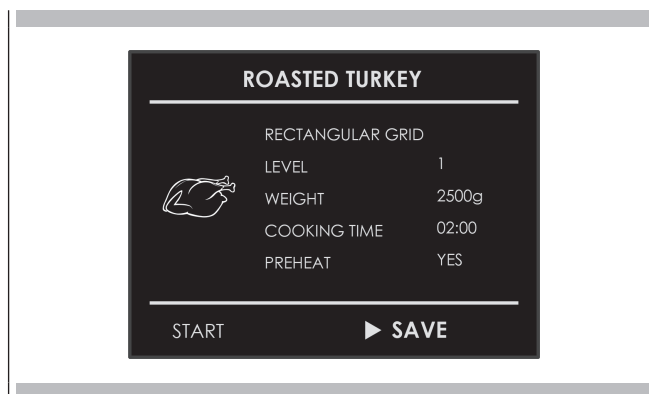 ROASTED TURKEY
RECTANGULAR GRID
LEVEL 1
WEIGHT 2500g
COOKING TIME 02:00
PREHEAT YES
START ▶ SAVE